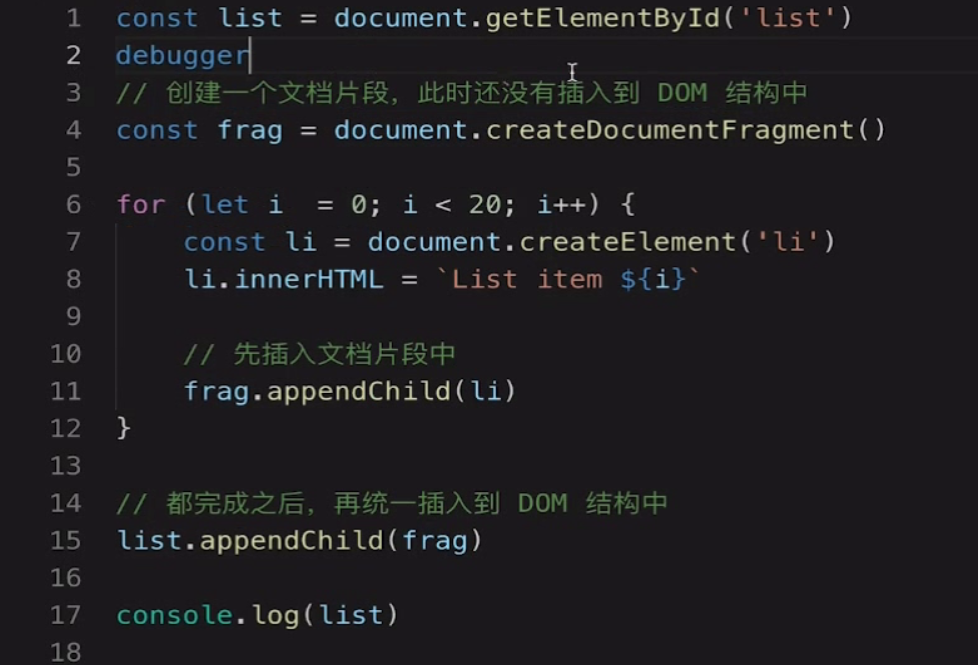 1 const list = document.getElementById('list')
2 debugger
3 // 创建一个文档片段，此时还没有插入到 DOM 结构中
4 const frag = document.createDocumentFragment()
5
6 for (let i  = 0; i < 20; i++) {
7     const li = document.createElement('li')
8     li.innerHTML = `List item ${i}`
9
10     // 先插入文档片段中
11     frag.appendChild(li)
12 }
13
14 // 都完成之后，再统一插入到 DOM 结构中
15 list.appendChild(frag)
16
17 console.log(list)
18